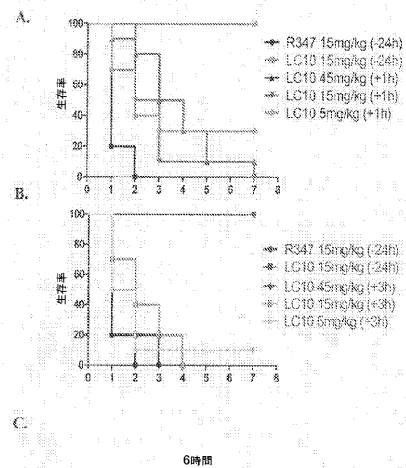 A.
100
80
60
40
20
0
生存率
0 1 2 3 4 5 6 7 8
R347 15mg/kg (-24h)
LC10 15mg/kg (-24h)
LC10 45mg/kg (+1h)
LC10 15mg/kg (+1h)
LC10 5mg/kg (+1h)
B.
100
80
60
40
20
0
生存率
0 1 2 3 4 5 6 7 8
R347 15mg/kg (-24h)
LC10 15mg/kg (-24h)
LC10 45mg/kg (+3h)
LC10 15mg/kg (+3h)
LC10 5mg/kg (+3h)
C.
6時間